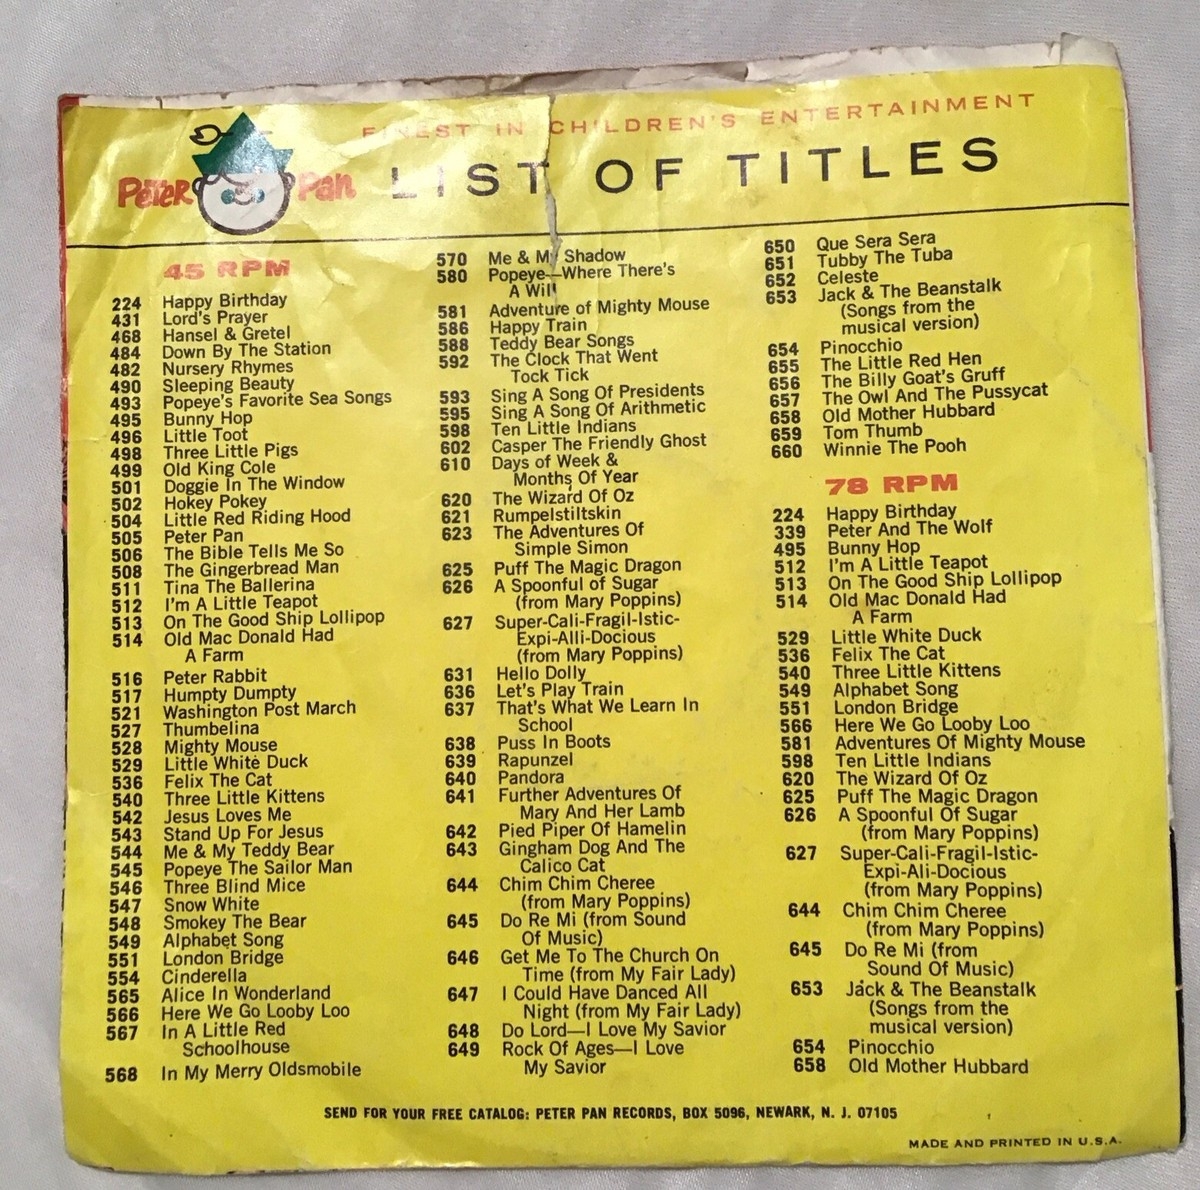 FINEST IN CHILDREN'S ENTERTAINMENT
Peter Pan
LIST OF TITLES
45 RPM
224 Happy Birthday
431 Lord's Prayer
468 Hansel & Gretel
484 Down By The Station
482 Nursery Rhymes
490 Sleeping Beauty
493 Popeye's Favorite Sea Songs
495 Bunny Hop
496 Little Toot
498 Three Little Pigs
499 Old King Cole
501 Doggie In The Window
502 Hokey Pokey
504 Little Red Riding Hood
505 Peter Pan
506 The Bible Tells Me So
508 The Gingerbread Man
511 Tina The Ballerina
512 I'm A Little Teapot
513 On The Good Ship Lollipop
514 Old Mac Donald Had
A Farm
516 Peter Rabbit
517 Humpty Dumpty
521 Washington Post March
527 Thumbelina
528 Mighty Mouse
529 Little White Duck
536 Felix The Cat
540 Three Little Kittens
542 Jesus Loves Me
543 Stand Up For Jesus
544 Me & My Teddy Bear
545 Popeye The Sailor Man
546 Three Blind Mice
547 Snow White
548 Smokey The Bear
549 Alphabet Song
551 London Bridge
554 Cinderella
565 Alice In Wonderland
566 Here We Go Looby Loo
567 In A Little Red
Schoolhouse
568 In My Merry Oldsmobile
570 Me & My Shadow
580 Popeye—Where There's
A Will
581 Adventure of Mighty Mouse
586 Happy Train
588 Teddy Bear Songs
592 The Clock That Went
Tock Tick
593 Sing A Song Of Presidents
595 Sing A Song Of Arithmetic
598 Ten Little Indians
602 Casper The Friendly Ghost
610 Days of Week &
Months Of Year
620 The Wizard Of Oz
621 Rumpelstiltskin
623 The Adventures Of
Simple Simon
625 Puff The Magic Dragon
626 A Spoonful of Sugar
(from Mary Poppins)
627 Super-Cali-Fragil-Istic-
Expi-Alli-Docious
(from Mary Poppins)
631 Hello Dolly
636 Let's Play Train
637 That's What We Learn In
School
638 Puss In Boots
639 Rapunzel
640 Pandora
641 Further Adventures Of
Mary And Her Lamb
642 Pied Piper Of Hamelin
643 Gingham Dog And The
Calico Cat
644 Chim Chim Cheree
(from Mary Poppins)
645 Do Re Mi (from Sound
Of Music)
646 Get Me To The Church On
Time (from My Fair Lady)
647 I Could Have Danced All
Night (from My Fair Lady)
648 Do Lord—I Love My Savior
649 Rock Of Ages—I Love
My Savior
650 Que Sera Sera
651 Tubby The Tuba
652 Celeste
653 Jack & The Beanstalk
(Songs from the
musical version)
654 Pinocchio
655 The Little Red Hen
656 The Billy Goat's Gruff
657 The Owl And The Pussycat
658 Old Mother Hubbard
659 Tom Thumb
660 Winnie The Pooh
78 RPM
224 Happy Birthday
339 Peter And The Wolf
495 Bunny Hop
512 I'm A Little Teapot
513 On The Good Ship Lollipop
514 Old Mac Donald Had
A Farm
529 Little White Duck
536 Felix The Cat
540 Three Little Kittens
549 Alphabet Song
551 London Bridge
566 Here We Go Looby Loo
581 Adventures Of Mighty Mouse
598 Ten Little Indians
620 The Wizard Of Oz
625 Puff The Magic Dragon
626 A Spoonful Of Sugar
(from Mary Poppins)
627 Super-Cali-Fragil-Istic-
Expi-Ali-Docious
(from Mary Poppins)
644 Chim Chim Cheree
(from Mary Poppins)
645 Do Re Mi (from
Sound Of Music)
653 Jack & The Beanstalk
(Songs from the
musical version)
654 Pinocchio
658 Old Mother Hubbard
SEND FOR YOUR FREE CATALOG: PETER PAN RECORDS, BOX 5096, NEWARK, N. J. 07105
MADE AND PRINTED IN U.S.A.